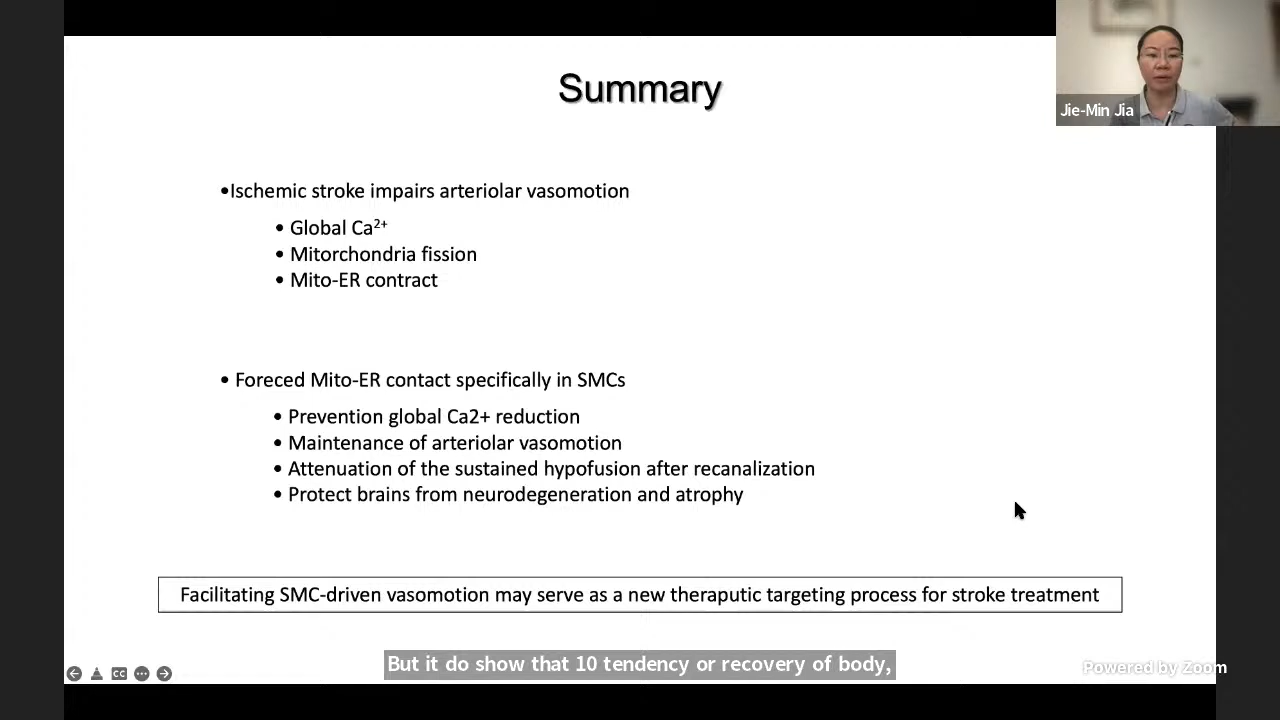 Summary
Jie-Min Jia
•Ischemic stroke impairs arteriolar vasomotion
• Global Ca²⁺
• Mitorchondria fission
• Mito-ER contract
• Foreced Mito-ER contact specifically in SMCs
• Prevention global Ca2+ reduction
• Maintenance of arteriolar vasomotion
• Attenuation of the sustained hypofusion after recanalization
• Protect brains from neurodegeneration and atrophy
Facilitating SMC-driven vasomotion may serve as a new theraputic targeting process for stroke treatment
But it do show that 10 tendency or recovery of body,
CC
Powered by Zoom